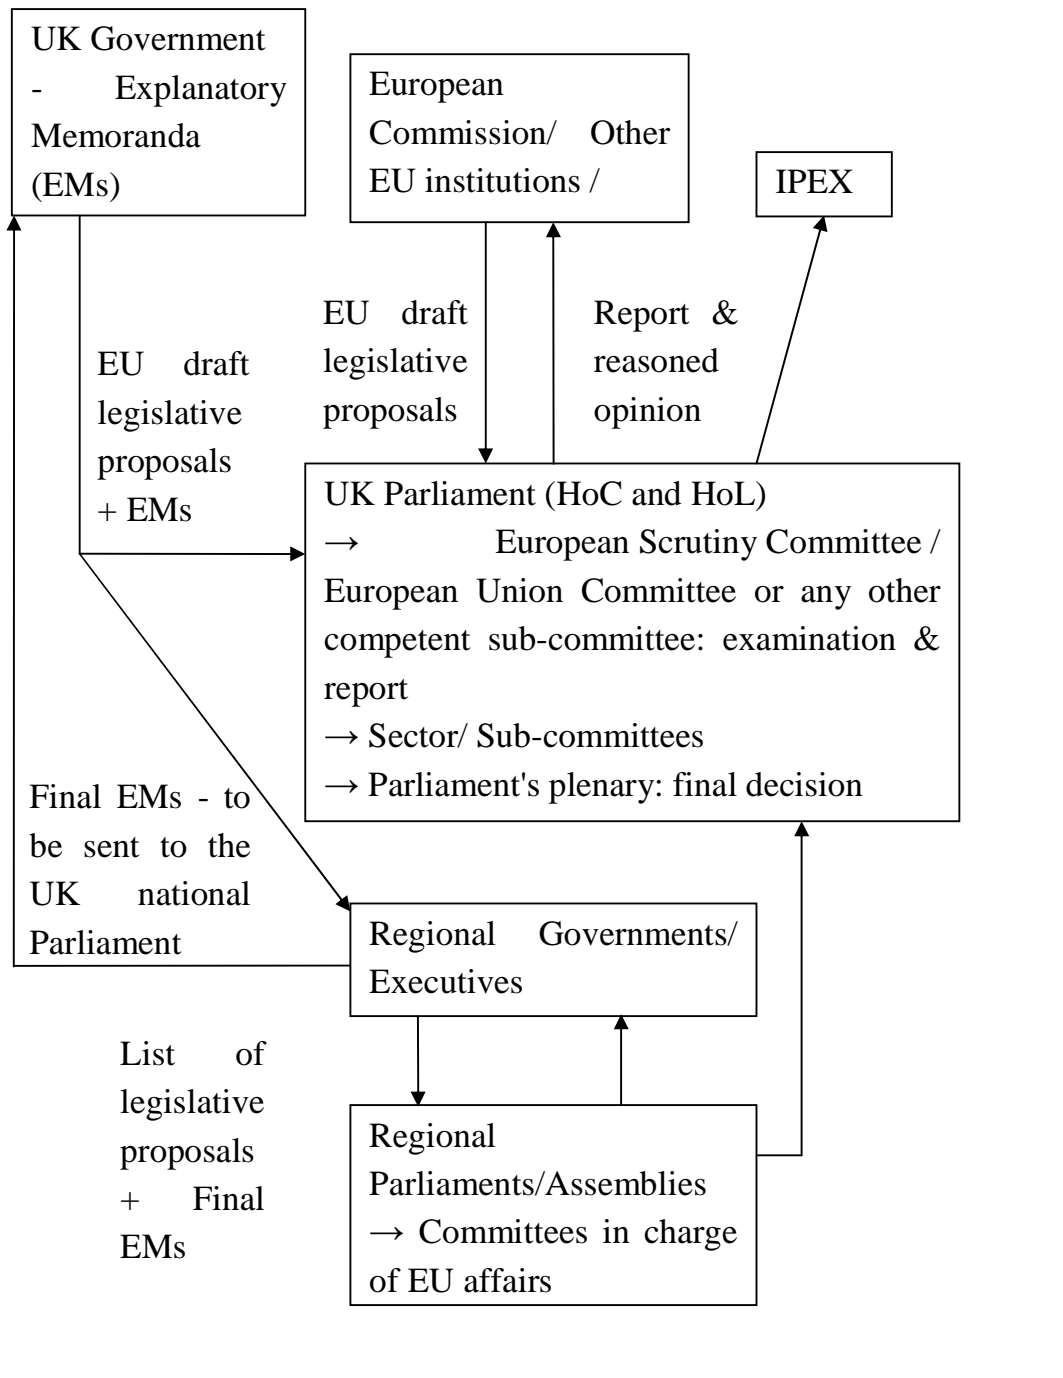 UK Government
- Explanatory
Memoranda
(EMs)
European
Commission/ Other
EU institutions /
IPEX
EU draft
legislative
proposals
+ EMs
EU draft
legislative
proposals
Report &
reasoned
opinion
UK Parliament (HoC and HoL)
→ European Scrutiny Committee /
European Union Committee or any other
competent sub-committee: examination &
report
→ Sector/ Sub-committees
→ Parliament's plenary: final decision
Final EMs - to
be sent to the
UK national
Parliament
Regional Governments/
Executives
List of
legislative
proposals
+ Final
EMs
Regional
Parliaments/Assemblies
→ Committees in charge
of EU affairs